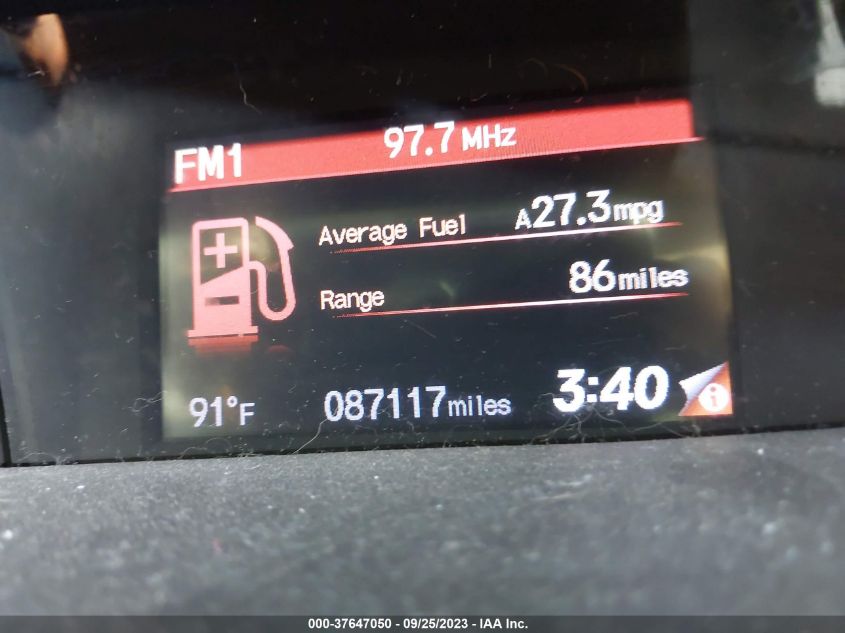 FM1 97.7 MHz
Average Fuel A27.3mpg
Range 86miles
91°F 087117miles 3:40 i
000-37647050 - 09/25/2023 - IAA Inc.